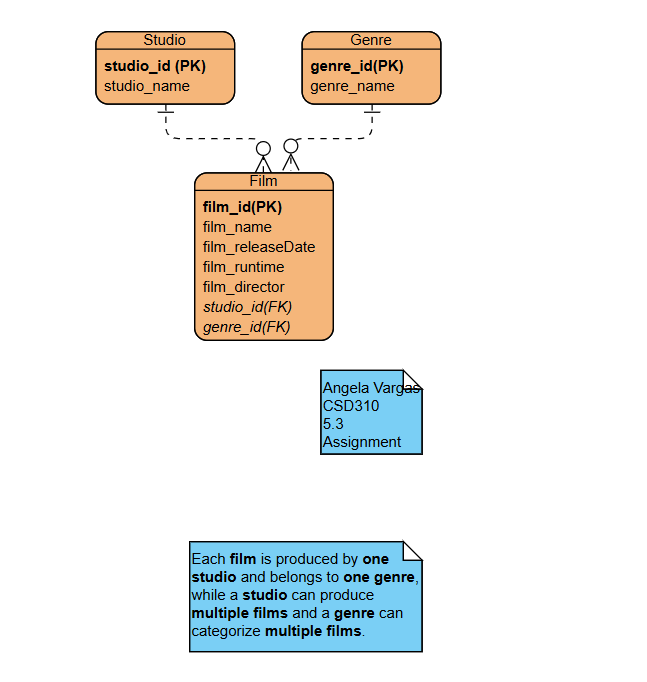 Studio
studio_id (PK)
studio_name
Genre
genre_id(PK)
genre_name
Film
film_id(PK)
film_name
film_releaseDate
film_runtime
film_director
studio_id(FK)
genre_id(FK)
Angela Vargas
CSD310
5.3
Assignment
Each film is produced by one
studio and belongs to one genre,
while a studio can produce
multiple films and a genre can
categorize multiple films.